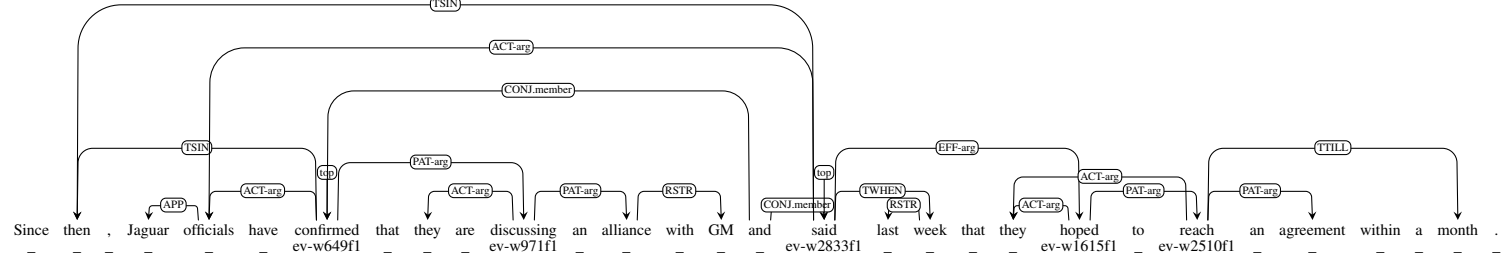 TSIN
ACT-arg
CONJ.member
TSIN EFF-arg TTILL
PAT-arg
top top
ACT-arg
ACT-arg ACT-arg PAT-arg RSTR TWHEN PAT-arg PAT-arg
APP CONJ.member RSTR ACT-arg
Since then , Jaguar officials have confirmed that they are discussing an alliance with GM and said last week that they hoped to reach an agreement within a month .
ev-w649f1 ev-w971f1 ev-w2833f1 ev-w1615f1 ev-w2510f1
_ _ _ _ _ _ _ _ _ _ _ _ _ _ _ _ _ _ _ _ _ _ _ _ _ _ _ _ _ _